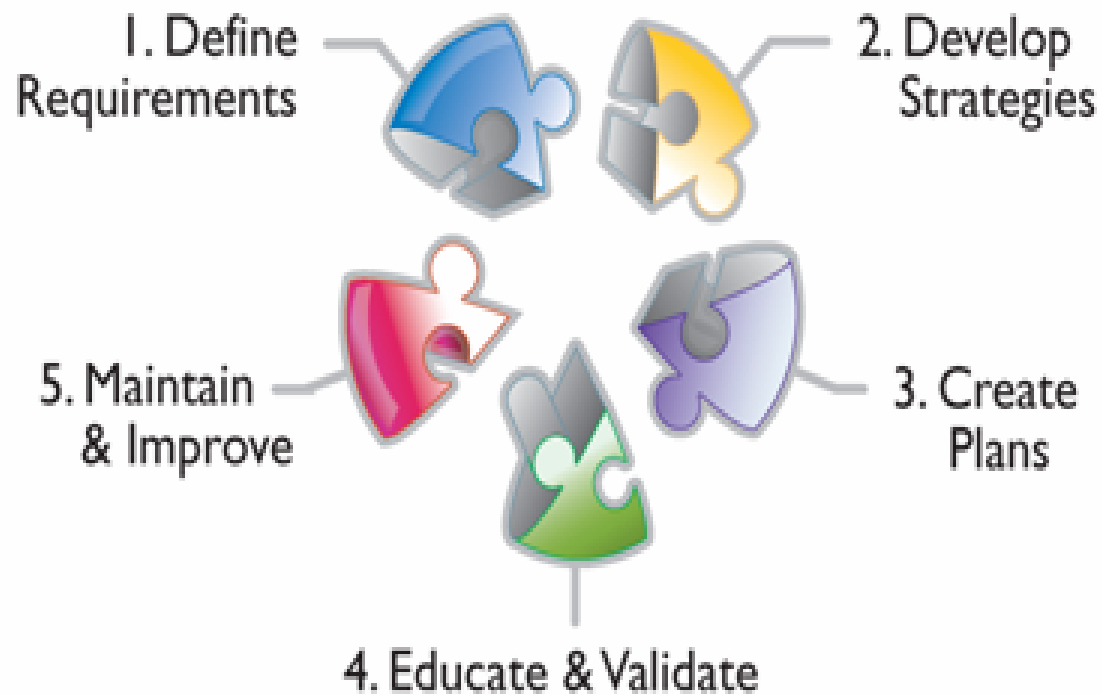 1. Define
Requirements
2. Develop
Strategies
3. Create
Plans
4. Educate & Validate
5. Maintain
& Improve